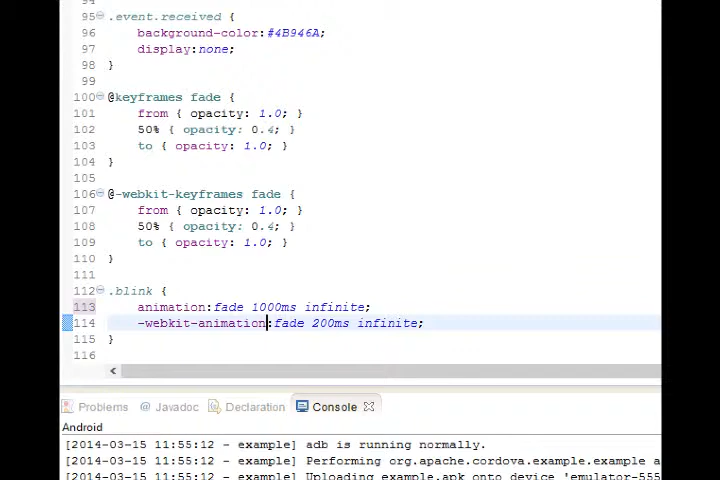 95 .event.received {
96 background-color:#4B946A;
97 display:none;
98 }
99
100 @keyframes fade {
101 from { opacity: 1.0; }
102 50% { opacity: 0.4; }
103 to { opacity: 1.0; }
104 }
105
106 @-webkit-keyframes fade {
107 from { opacity: 1.0; }
108 50% { opacity: 0.4; }
109 to { opacity: 1.0; }
110 }
111
112 .blink {
113 animation:fade 1000ms infinite;
114 -webkit-animation:fade 200ms infinite;
115 }
116
Problems @ Javadoc Declaration Console
Android
[2014-03-15 11:55:12 - example] adb is running normally.
[2014-03-15 11:55:12 - example] Performing org.apache.cordova.example.example a
[2014-03-15 11:55:12 - example] Uploading example.apk onto device 'emulator-555